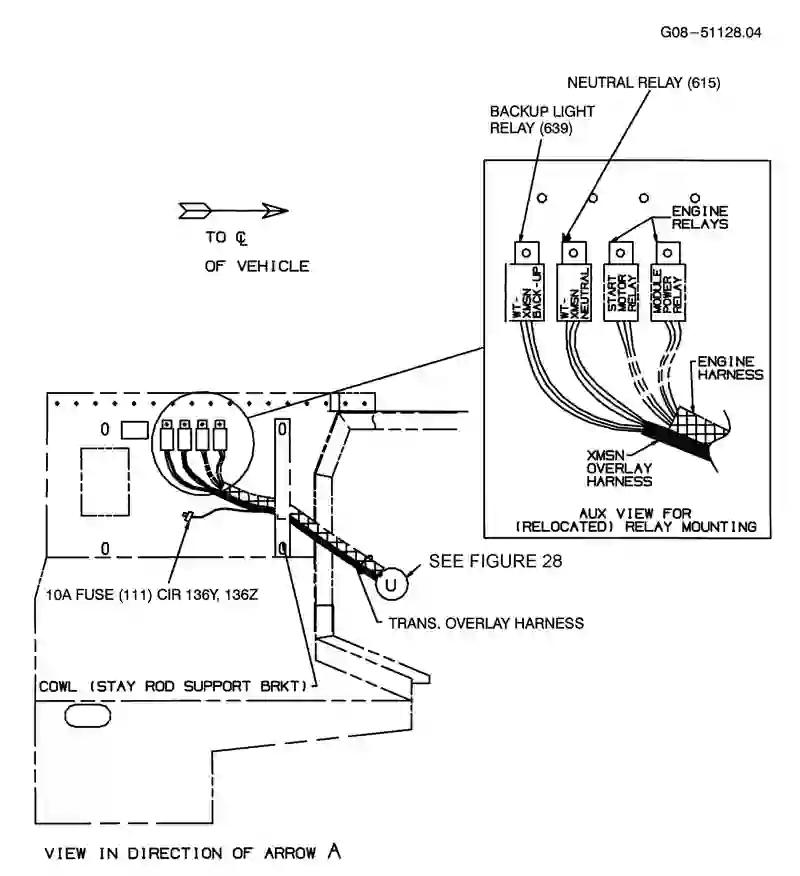 G08-51128.04
NEUTRAL RELAY (615)
BACKUP LIGHT
RELAY (639)
TO ℄
OF VEHICLE
ENGINE
RELAYS
WT-
XMSN
BACK-UP
WT-
XMSN
NEUTRAL
START
MOTOR
RELAY
MODULE
POWER
RELAY
ENGINE
HARNESS
XMSN
OVERLAY
HARNESS
AUX VIEW FOR
(RELOCATED) RELAY MOUNTING
SEE FIGURE 28
U
10A FUSE (111) CIR 136Y, 136Z
TRANS. OVERLAY HARNESS
COWL (STAY ROD SUPPORT BRKT)
VIEW IN DIRECTION OF ARROW A